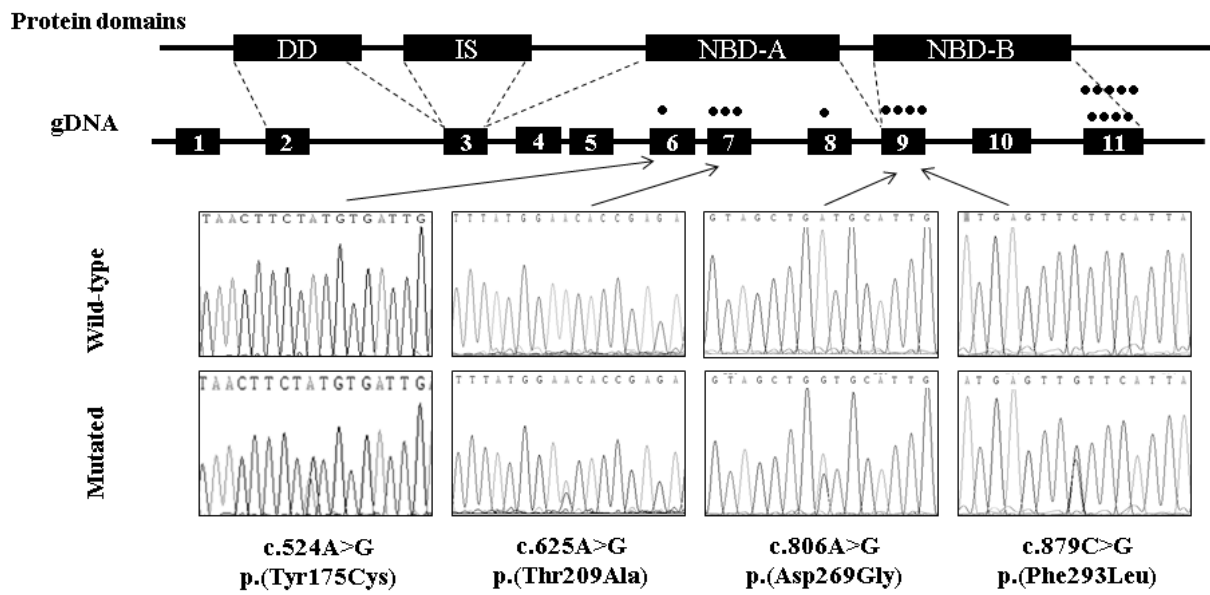 Protein domains
DD IS NBD-A NBD-B
gDNA
1 2 3 4 5 6 7 8 9 10 11
Wild-type
TAACTTCTATGTGATTG TTTATGGAACACCGAGA GTAGCTGATGCATTG TGAGTTCTTCATTA
Mutated
TAACTTCTATGTGATTG TTTATGGAACACCGAGA GTAGCTGGTGCATTG ATGAGTTGTTCATTA
c.524A>G c.625A>G c.806A>G c.879C>G
p.(Tyr175Cys) p.(Thr209Ala) p.(Asp269Gly) p.(Phe293Leu)